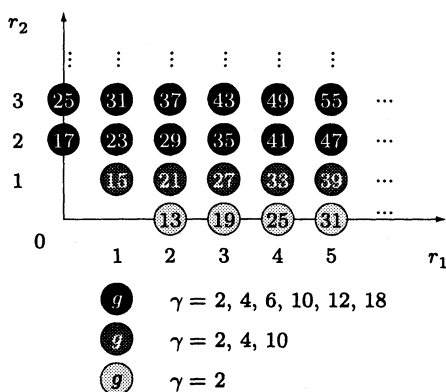 r₂
⋮ ⋮ ⋮ ⋮ ⋮ ⋮
3 25 31 37 43 49 55 ...
2 17 23 29 35 41 47 ...
1 15 21 27 33 39
13 19 25 31 ...
0 1 2 3 4 5 r₁
g γ = 2, 4, 6, 10, 12, 18
g γ = 2, 4, 10
g γ = 2